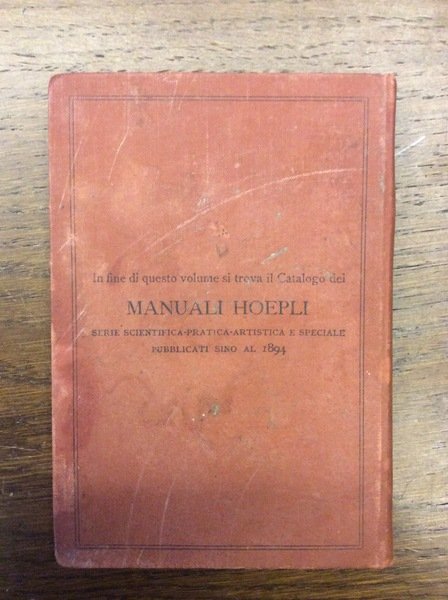 In fine di questo volume si trova il Catalogo dei
MANUALI HOEPLI
SERIE SCIENTIFICA-PRATICA-ARTISTICA E SPECIALE
PUBBLICATI SINO AL 1894